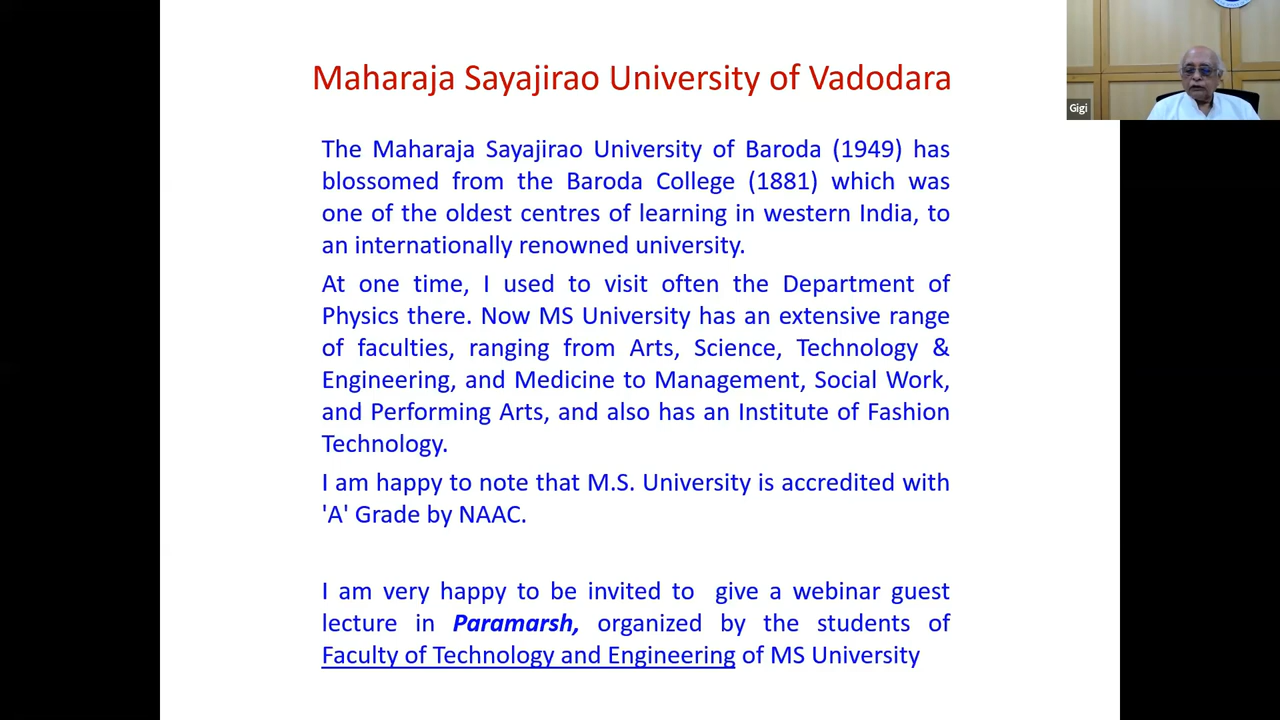 Maharaja Sayajirao University of Vadodara
Gigi
The Maharaja Sayajirao University of Baroda (1949) has
blossomed from the Baroda College (1881) which was
one of the oldest centres of learning in western India, to
an internationally renowned university.
At one time, I used to visit often the Department of
Physics there. Now MS University has an extensive range
of faculties, ranging from Arts, Science, Technology &
Engineering, and Medicine to Management, Social Work,
and Performing Arts, and also has an Institute of Fashion
Technology.
I am happy to note that M.S. University is accredited with
'A' Grade by NAAC.
I am very happy to be invited to give a webinar guest
lecture in Paramarsh, organized by the students of
Faculty of Technology and Engineering of MS University